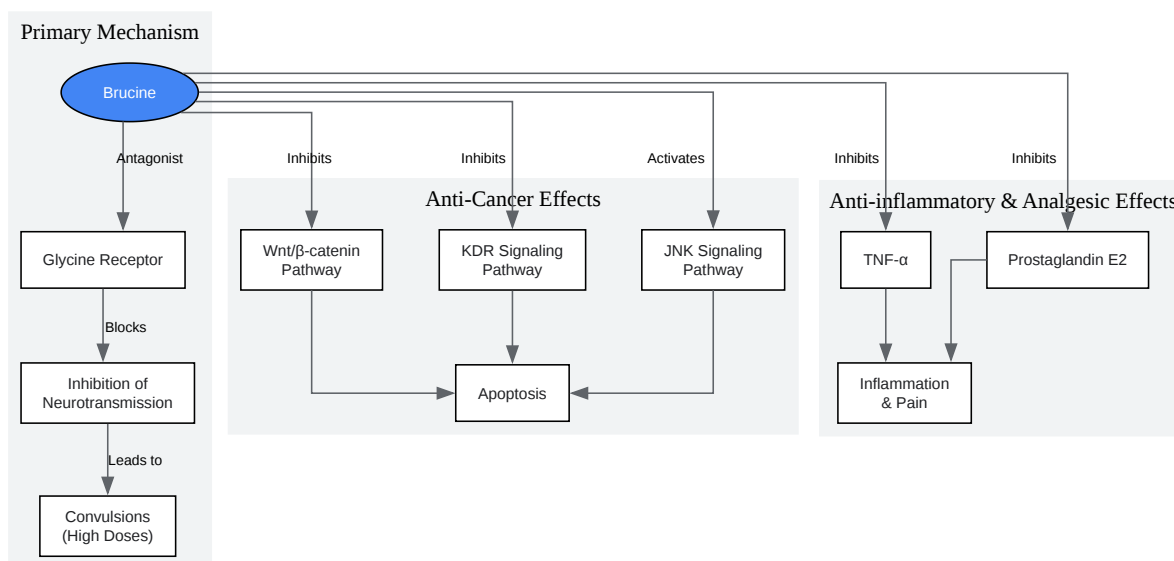 Primary Mechanism
Brucine
Antagonist
Inhibits
Inhibits
Activates
Inhibits
Inhibits
Anti-Cancer Effects
Anti-inflammatory & Analgesic Effects
Glycine Receptor
Wnt/β-catenin
Pathway
KDR Signaling
Pathway
JNK Signaling
Pathway
TNF-α
Prostaglandin E2
Blocks
Inhibition of
Neurotransmission
Apoptosis
Inflammation
& Pain
Leads to
Convulsions
(High Doses)